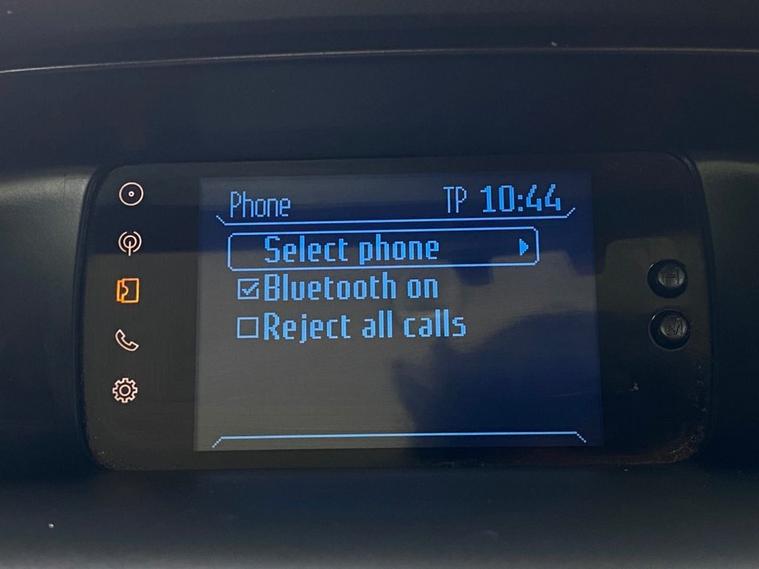 Phone TP 10:44
Select phone
Bluetooth on
Reject all calls
H
M